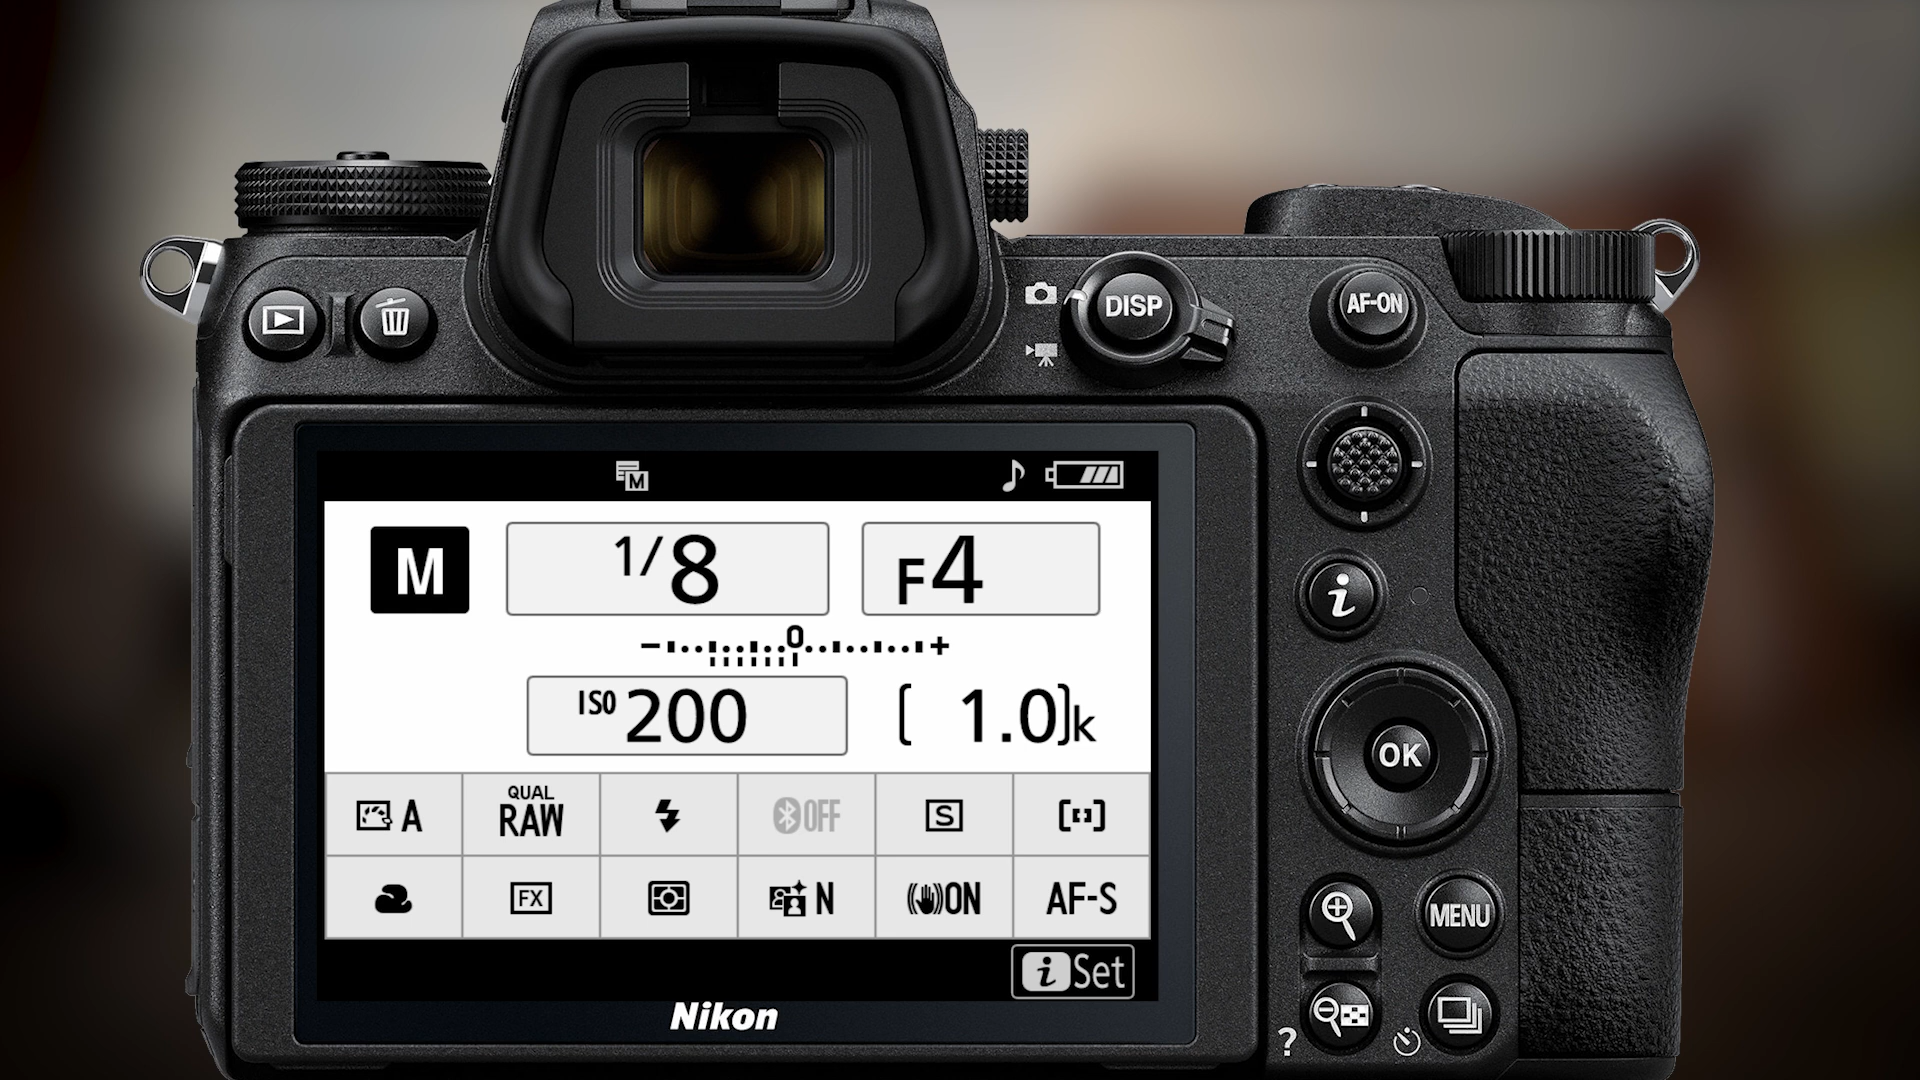 DISP
AF-ON
M
M 1/8 F4
- 0 +
ISO 200 [ 1.0]k
A QUAL RAW OFF S
FX N ON AF-S
i Set
Nikon
i
OK
MENU
?